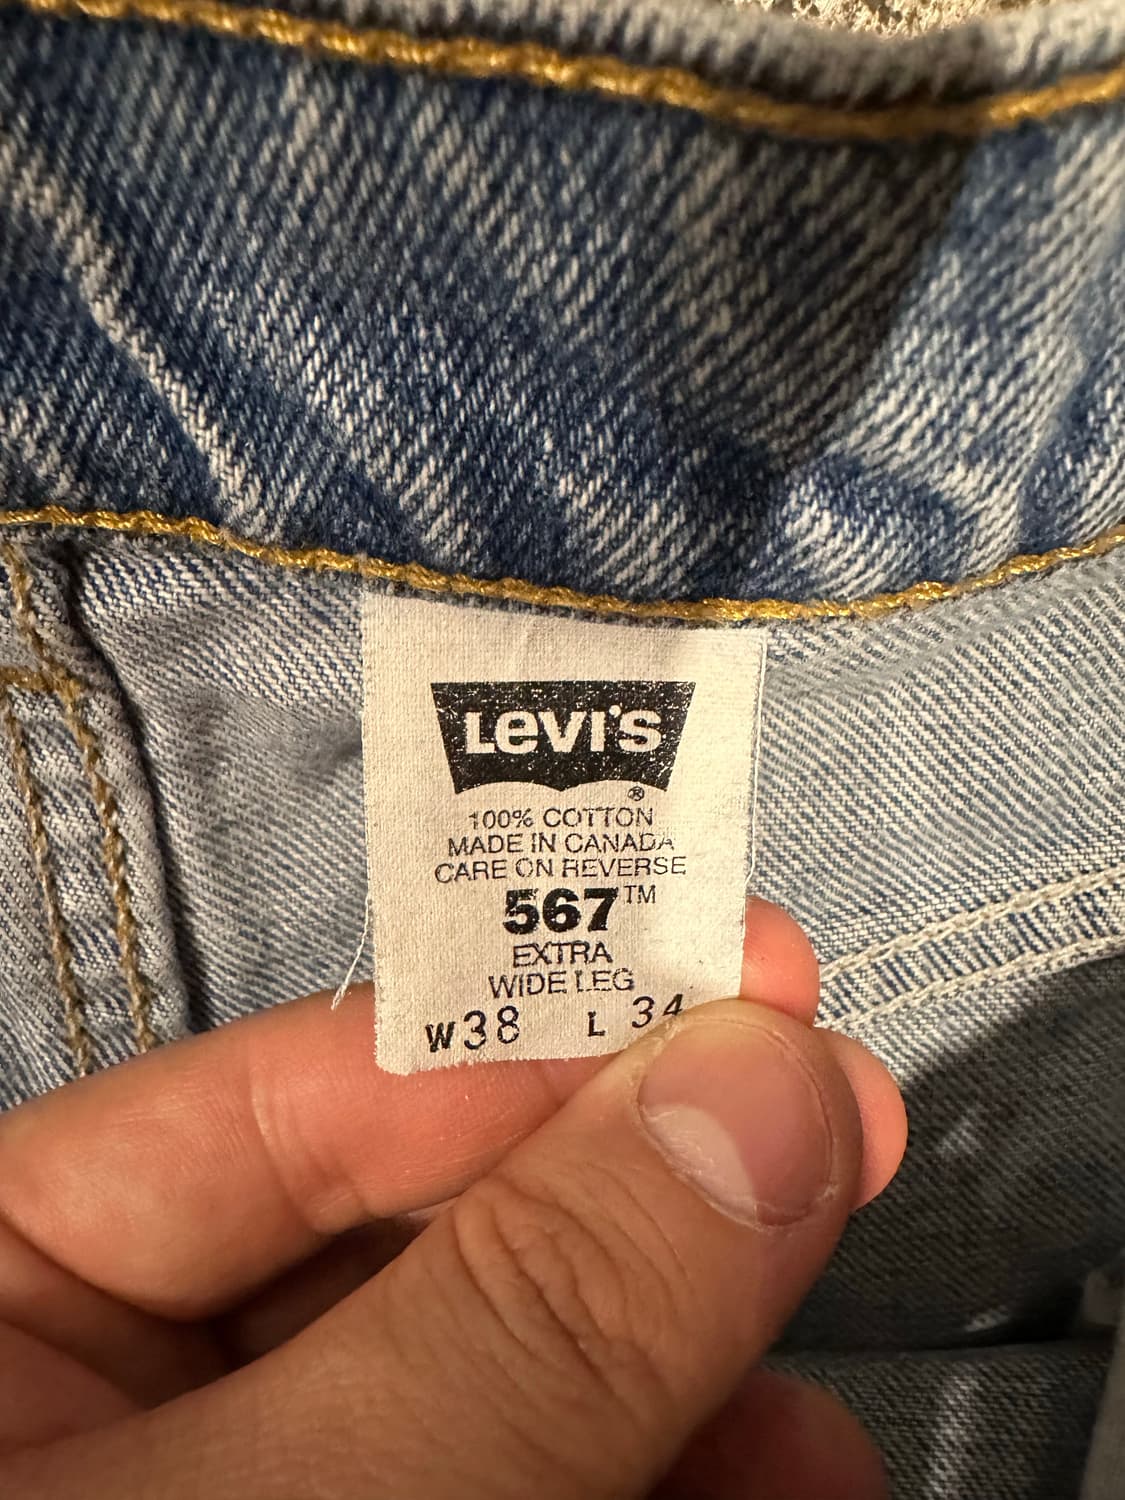 LEVI'S
®
100% COTTON
MADE IN CANADA
CARE ON REVERSE
567™
EXTRA
WIDE LEG
W38 L 34